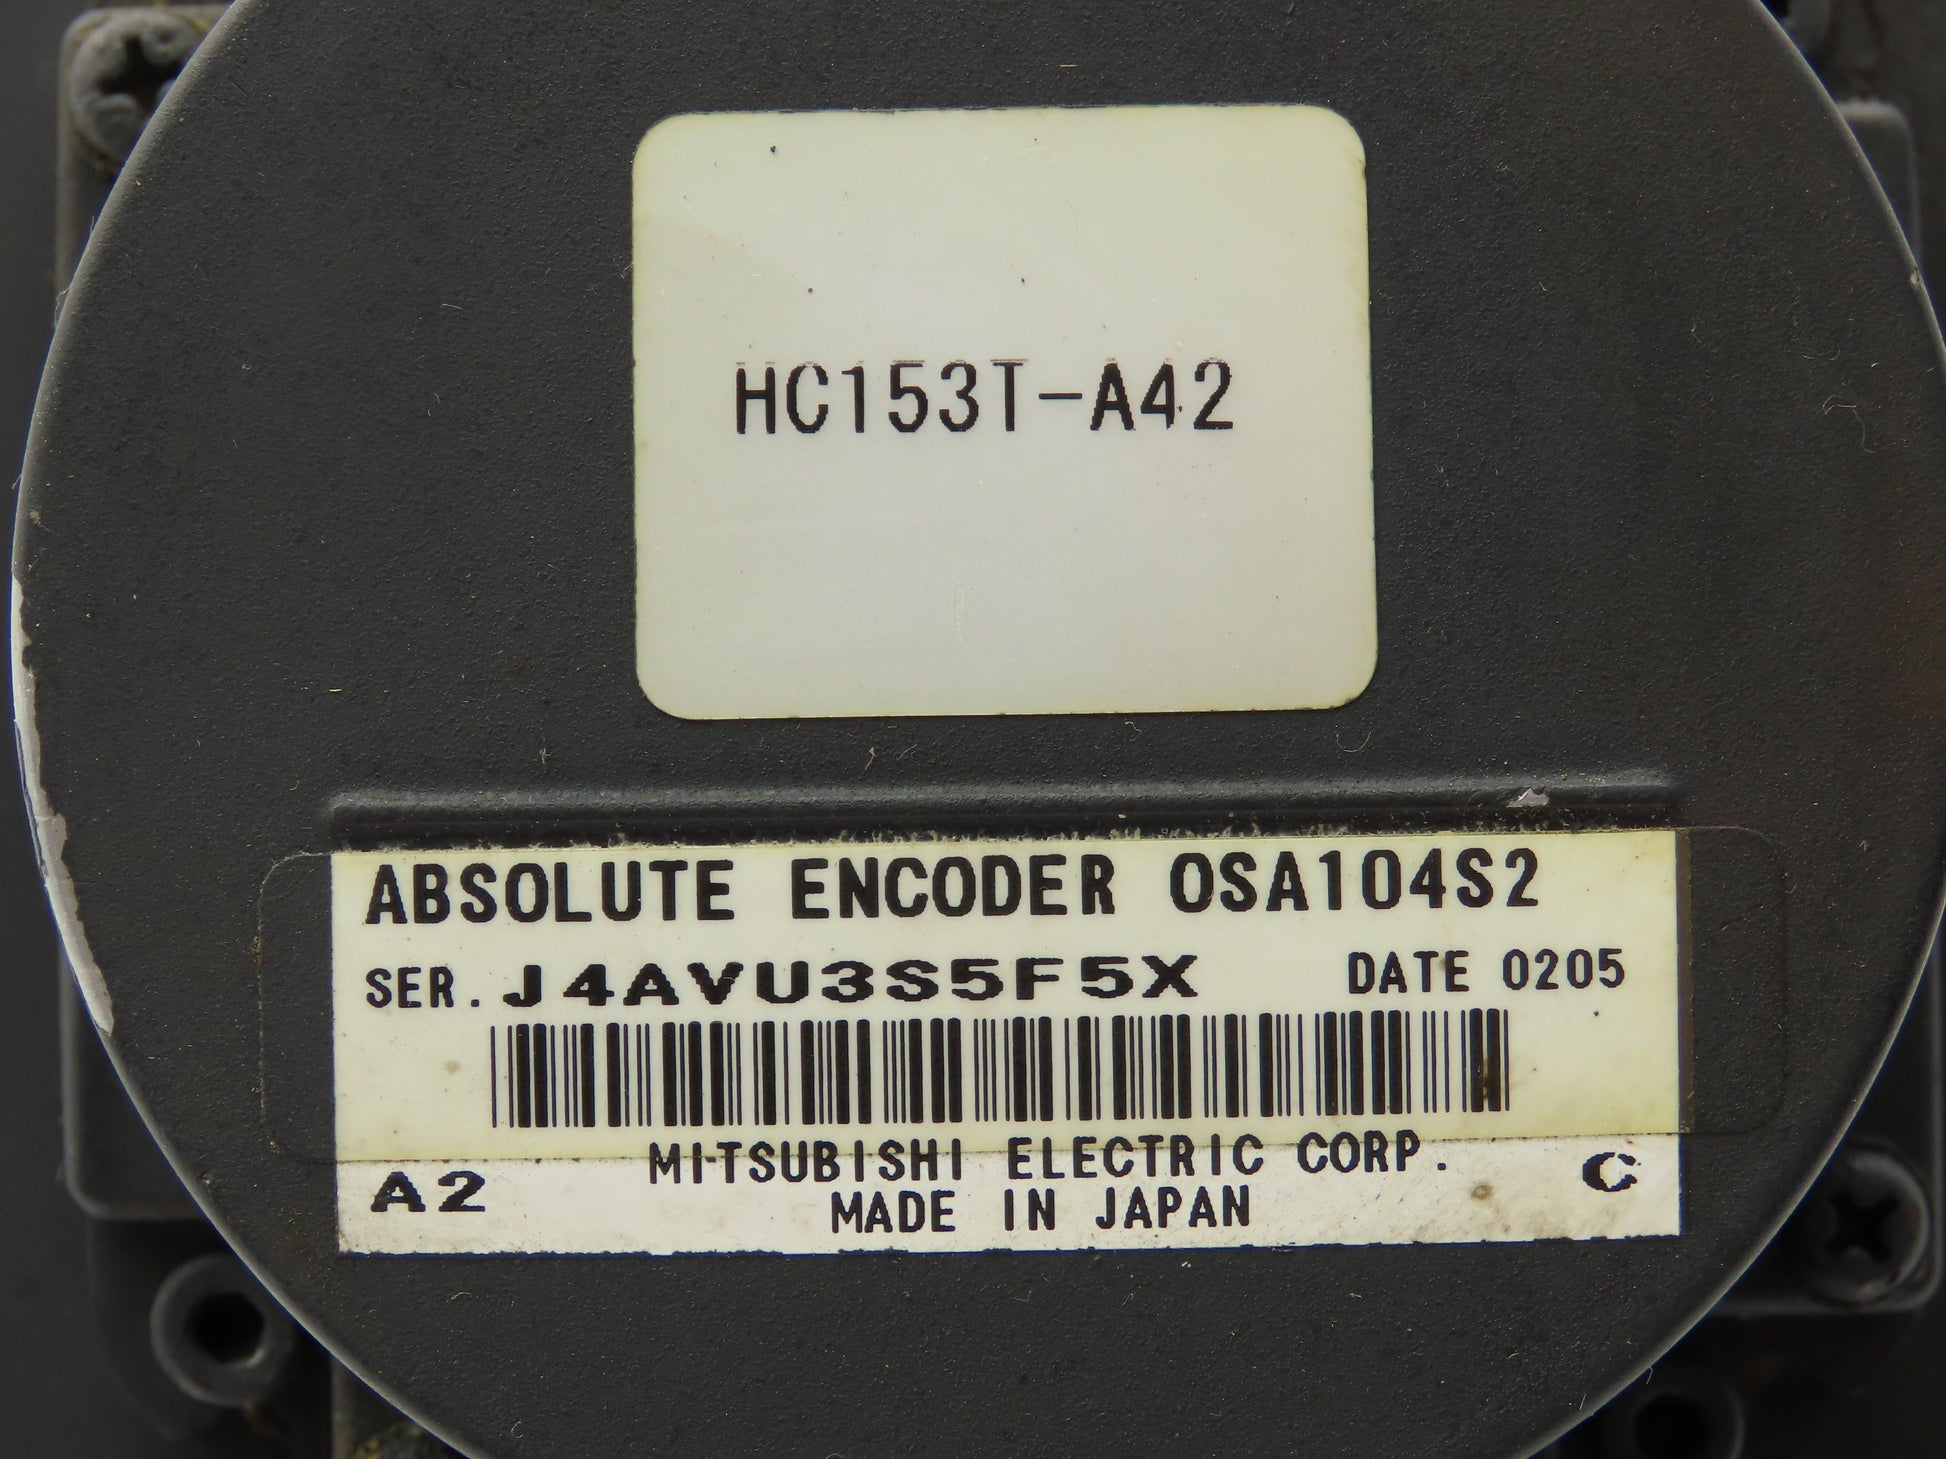 HC153T-A42
ABSOLUTE ENCODER OSA104S2
SER. J4AVU3S5F5X DATE 0205
MITSUBISHI ELECTRIC CORP.
A2 C
MADE IN JAPAN